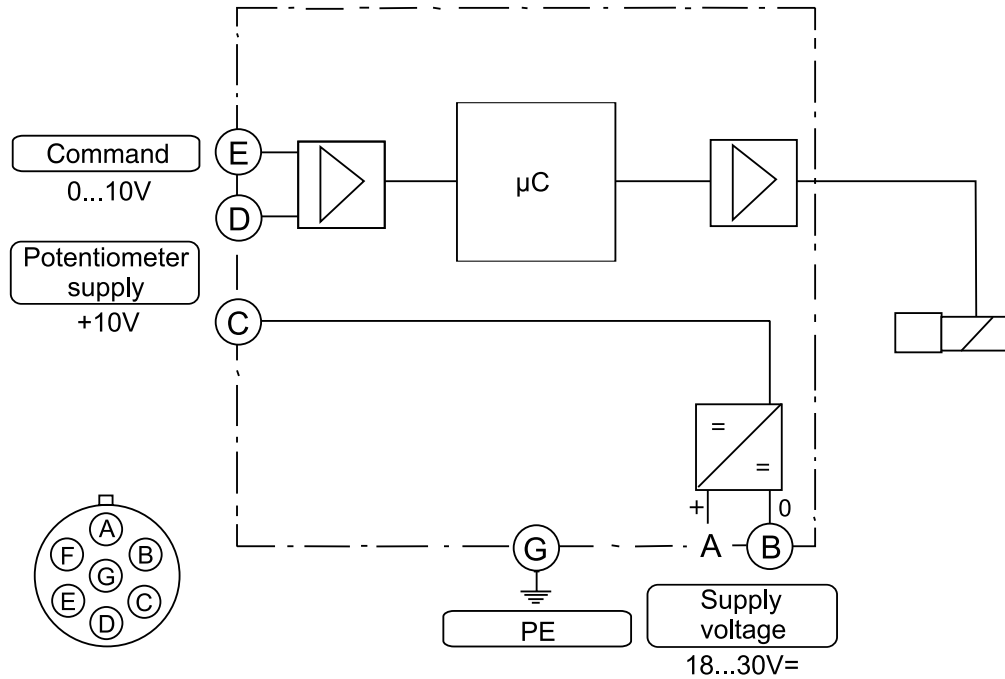 Command
0...10V
E
D
µC
Potentiometer
supply
+10V
C
=
=
+
0
G
A
B
PE
Supply
voltage
18...30V=
A
F
B
G
E
C
D